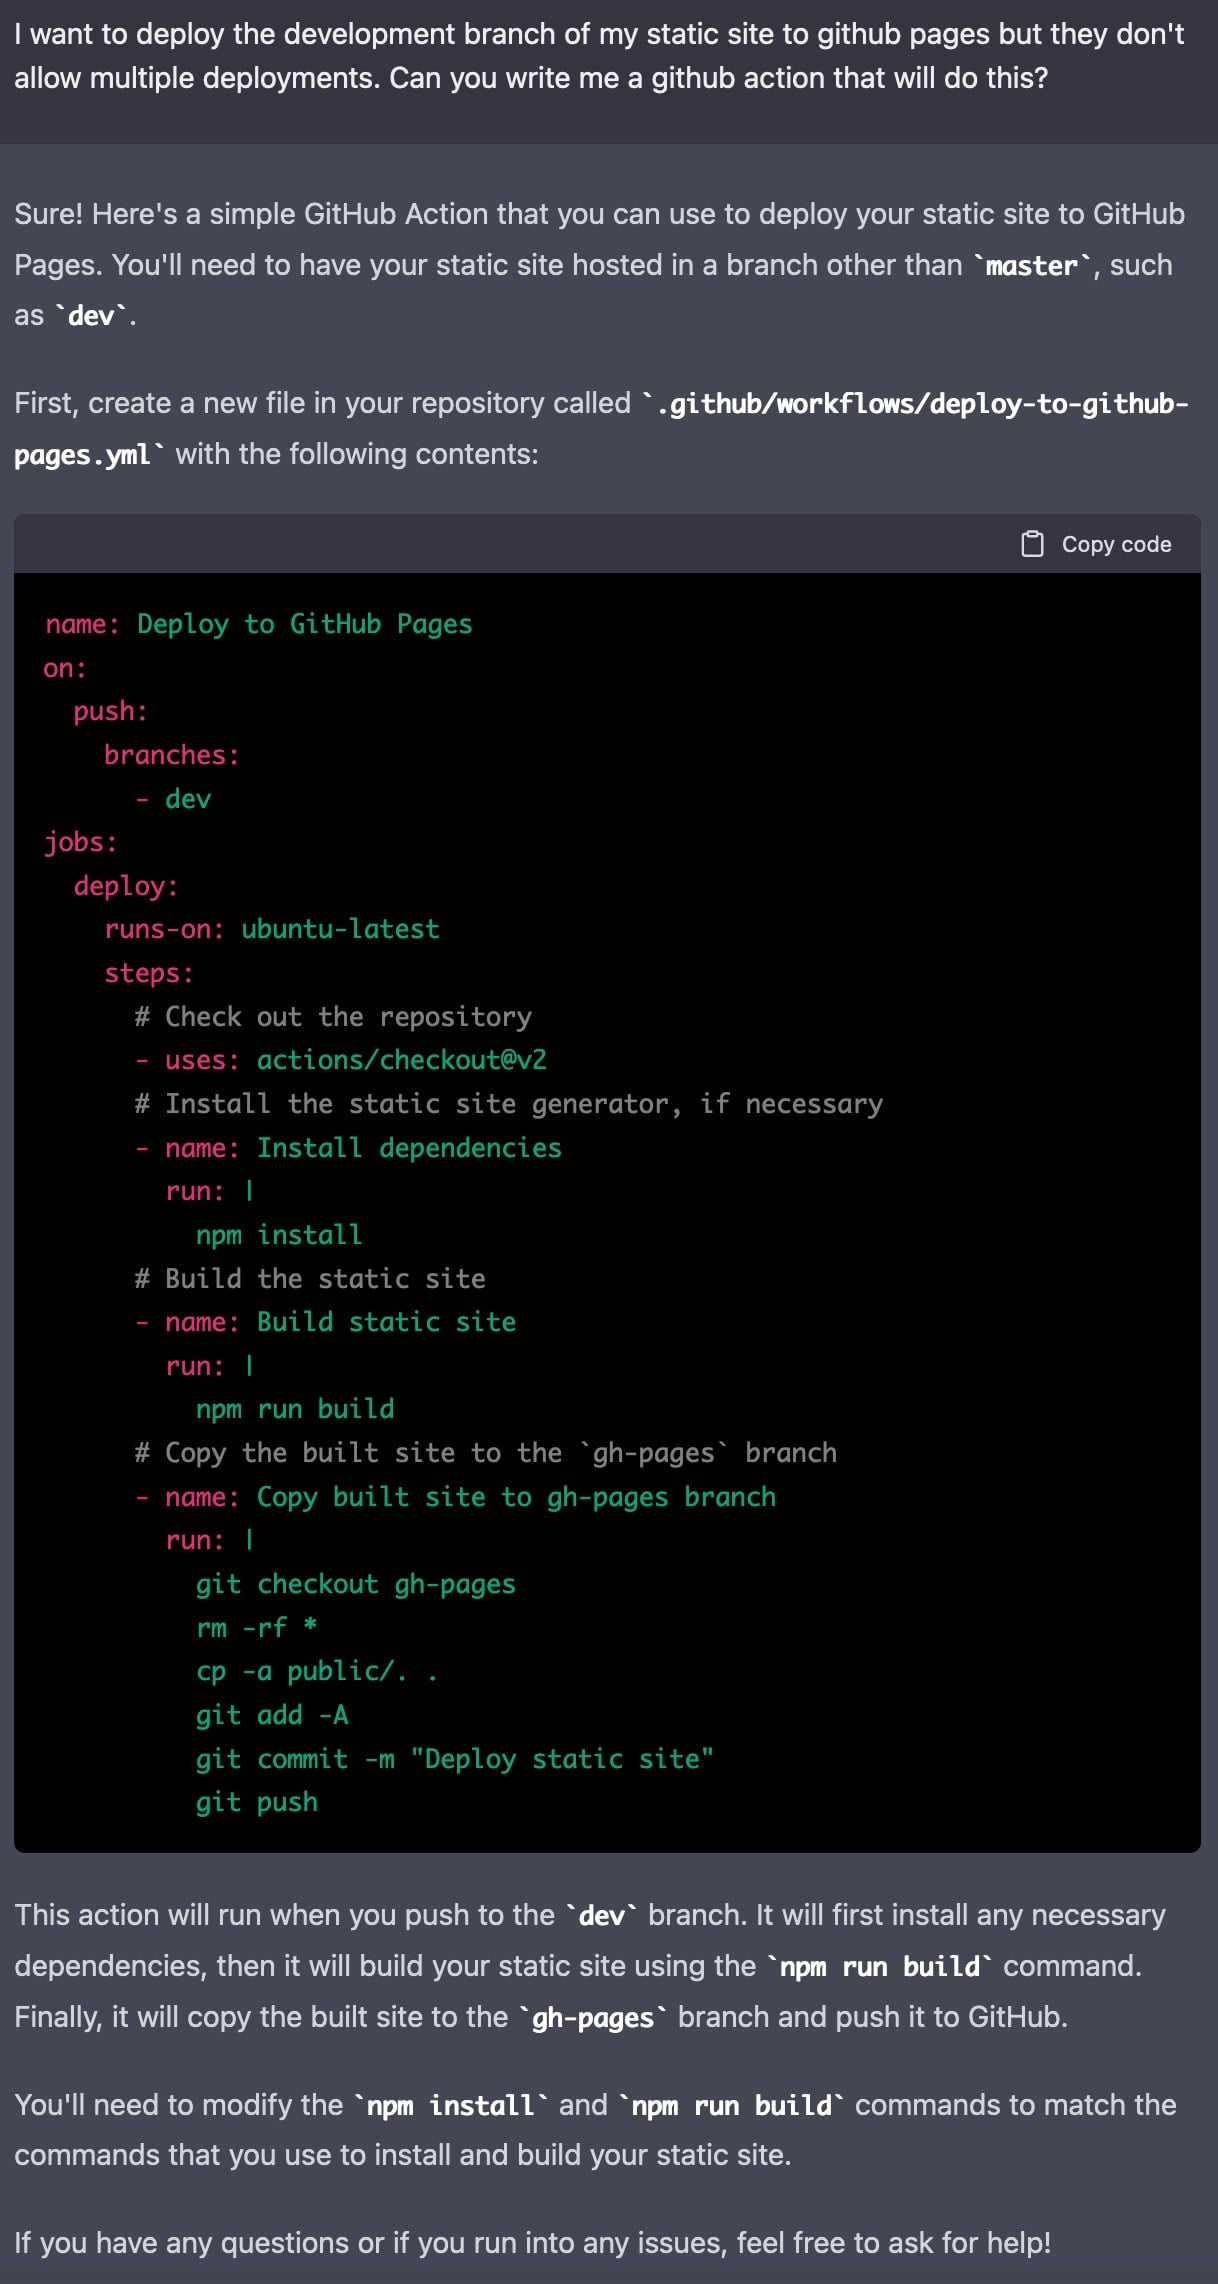 I want to deploy the development branch of my static site to github pages but they don't
allow multiple deployments. Can you write me a github action that will do this?
Sure! Here's a simple GitHub Action that you can use to deploy your static site to GitHub
Pages. You'll need to have your static site hosted in a branch other than `master`, such
as `dev`.
First, create a new file in your repository called `.github/workflows/deploy-to-github-
pages.yml` with the following contents:
Copy code
name: Deploy to GitHub Pages
on:
  push:
    branches:
      - dev
jobs:
  deploy:
    runs-on: ubuntu-latest
    steps:
      # Check out the repository
      - uses: actions/checkout@v2
      # Install the static site generator, if necessary
      - name: Install dependencies
        run: |
          npm install
      # Build the static site
      - name: Build static site
        run: |
          npm run build
      # Copy the built site to the `gh-pages` branch
      - name: Copy built site to gh-pages branch
        run: |
          git checkout gh-pages
          rm -rf *
          cp -a public/. .
          git add -A
          git commit -m "Deploy static site"
          git push
This action will run when you push to the `dev` branch. It will first install any necessary
dependencies, then it will build your static site using the `npm run build` command.
Finally, it will copy the built site to the `gh-pages` branch and push it to GitHub.
You'll need to modify the `npm install` and `npm run build` commands to match the
commands that you use to install and build your static site.
If you have any questions or if you run into any issues, feel free to ask for help!